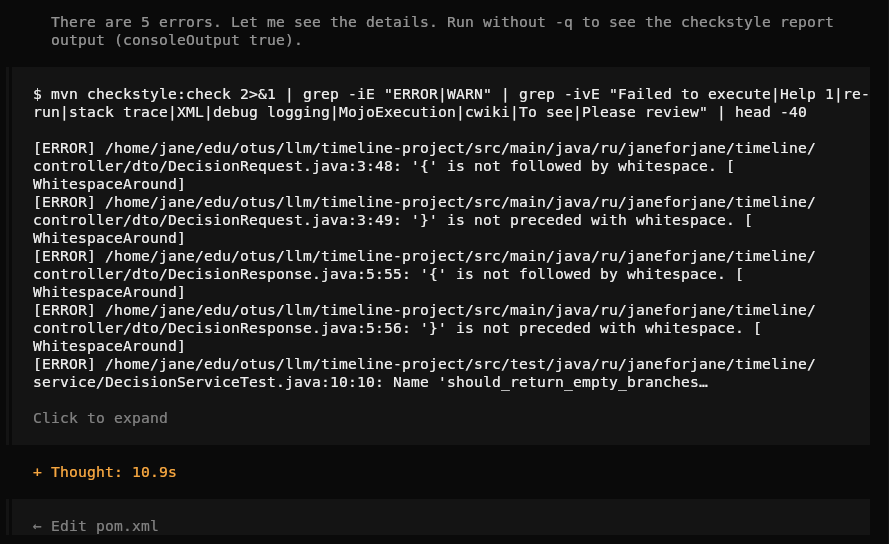 There are 5 errors. Let me see the details. Run without -q to see the checkstyle report
output (consoleOutput true).
$ mvn checkstyle:check 2>&1 | grep -iE "ERROR|WARN" | grep -ivE "Failed to execute|Help 1|re-
run|stack trace|XML|debug logging|MojoExecution|cwiki|To see|Please review" | head -40
[ERROR] /home/jane/edu/otus/llm/timeline-project/src/main/java/ru/janeforjane/timeline/
controller/dto/DecisionRequest.java:3:48: '{' is not followed by whitespace. [
WhitespaceAround]
[ERROR] /home/jane/edu/otus/llm/timeline-project/src/main/java/ru/janeforjane/timeline/
controller/dto/DecisionRequest.java:3:49: '}' is not preceded with whitespace. [
WhitespaceAround]
[ERROR] /home/jane/edu/otus/llm/timeline-project/src/main/java/ru/janeforjane/timeline/
controller/dto/DecisionResponse.java:5:55: '{' is not followed by whitespace. [
WhitespaceAround]
[ERROR] /home/jane/edu/otus/llm/timeline-project/src/main/java/ru/janeforjane/timeline/
controller/dto/DecisionResponse.java:5:56: '}' is not preceded with whitespace. [
WhitespaceAround]
[ERROR] /home/jane/edu/otus/llm/timeline-project/src/test/java/ru/janeforjane/timeline/
service/DecisionServiceTest.java:10:10: Name 'should_return_empty_branches…
Click to expand
+ Thought: 10.9s
← Edit pom.xml